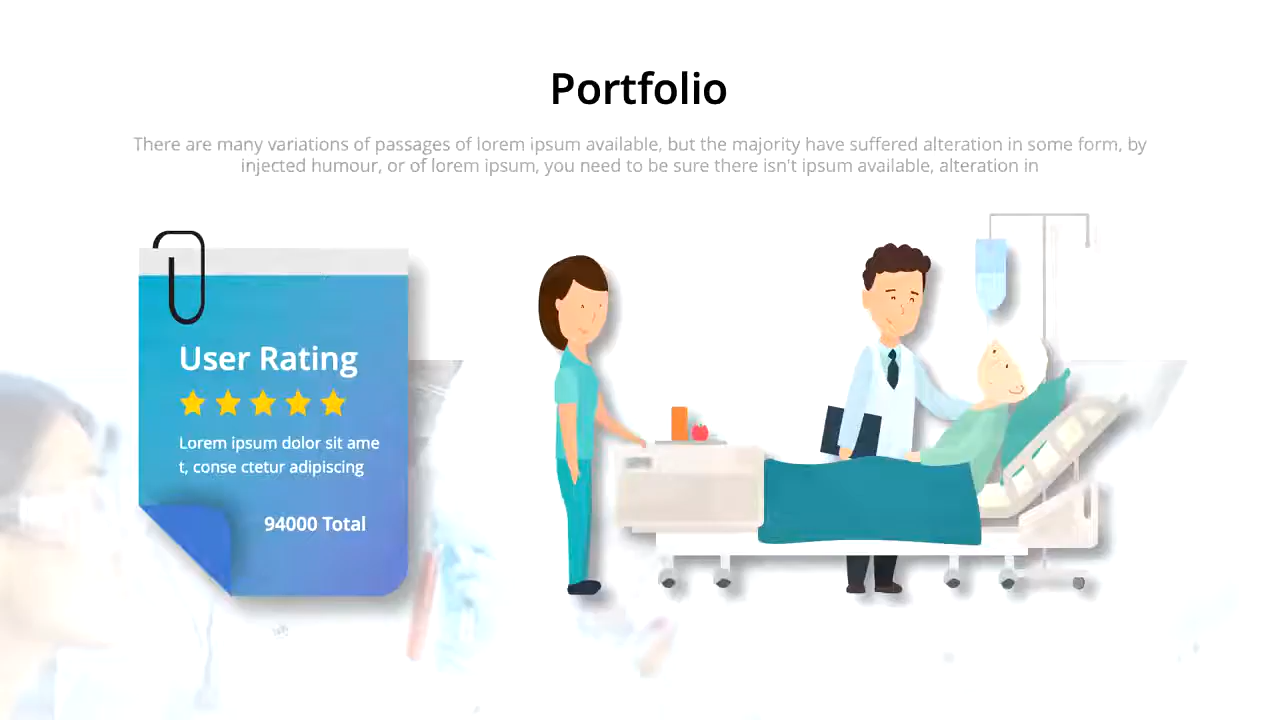 Portfolio
There are many variations of passages of lorem ipsum available, but the majority have suffered alteration in some form, by
injected humour, or of lorem ipsum, you need to be sure there isn't ipsum available, alteration in
User Rating
Lorem ipsum dolor sit ame
t, conse ctetur adipiscing
94000 Total